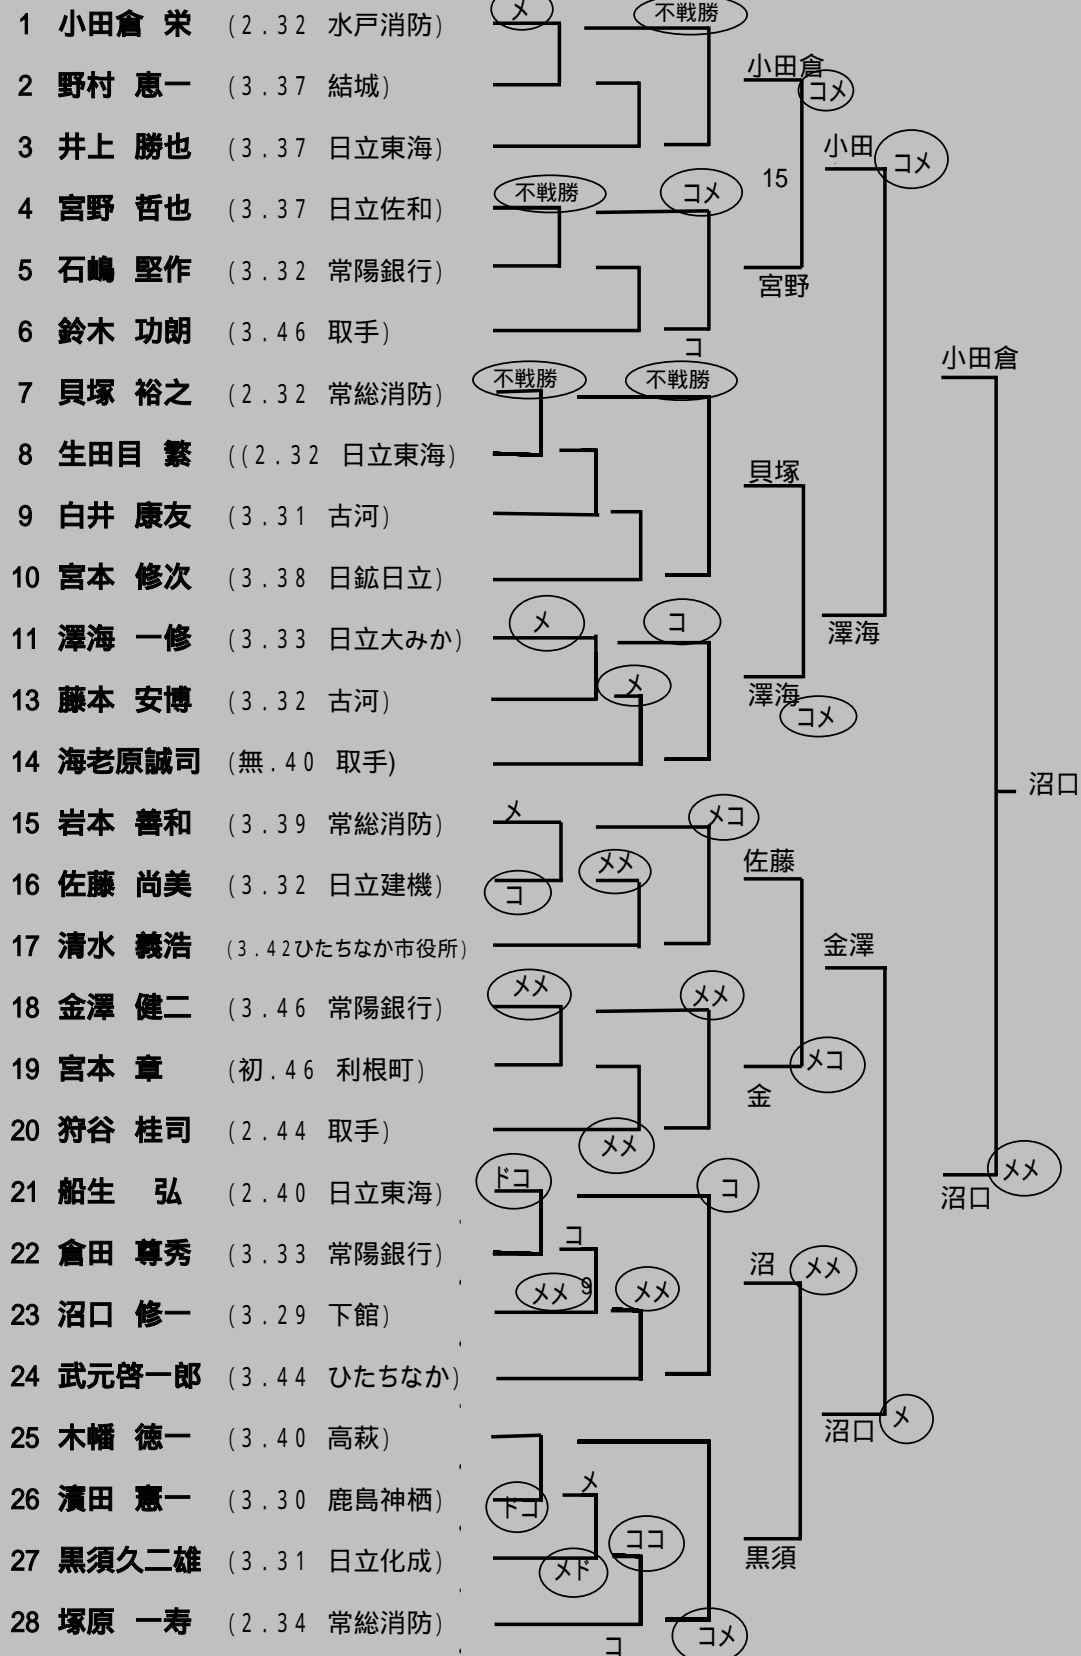 1 小田倉 栄 (2.32 水戸消防) メ 不戦勝
小田倉
2 野村 恵一 (3.37 結城) コメ
3 井上 勝也 (3.37 日立東海) 小田 コメ
15
4 宮野 哲也 (3.37 日立佐和) 不戦勝 コメ
5 石嶋 堅作 (3.32 常陽銀行) 宮野
6 鈴木 功朗 (3.46 取手) コ
小田倉
7 貝塚 裕之 (2.32 常総消防) 不戦勝 不戦勝
8 生田目 繁 ((2.32 日立東海) 貝塚
9 白井 康友 (3.31 古河)
10 宮本 修次 (3.38 日鉱日立)
11 澤海 一修 (3.33 日立大みか) メ コ 澤海
13 藤本 安博 (3.32 古河) メ 澤海 コメ
14 海老原誠司 (無.40 取手)
沼口
15 岩本 善和 (3.39 常総消防) メ メコ
佐藤
16 佐藤 尚美 (3.32 日立建機) コ メメ
17 清水 義浩 (3.42ひたちなか市役所) 金澤
18 金澤 健二 (3.46 常陽銀行) メメ メメ
19 宮本 章 (初.46 利根町) メコ
金
20 狩谷 桂司 (2.44 取手) メメ
21 船生 弘 (2.40 日立東海) ドコ コ メメ
沼口
22 倉田 尊秀 (3.33 常陽銀行) コ 沼 メメ
23 沼口 修一 (3.29 下館) メメ 9 メメ
24 武元啓一郎 (3.44 ひたちなか)
25 木幡 徳一 (3.40 高萩) 沼口 メ
26 濱田 憲一 (3.30 鹿島神栖) ドコ メ
27 黒須久二雄 (3.31 日立化成) メド ココ 黒須
28 塚原 一寿 (2.34 常総消防) コ コメ